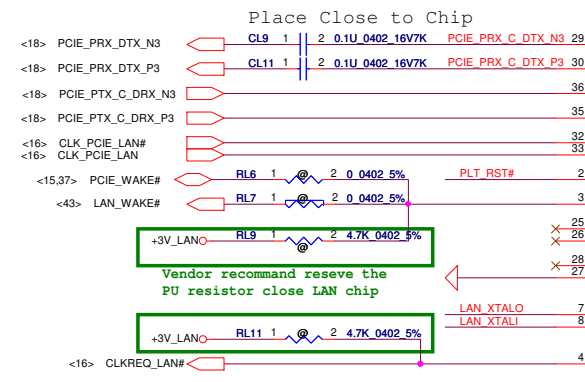 Place Close to Chip
<18> PCIE_PRX_DTX_N3 CL9 1 2 0.1U_0402_16V7K PCIE_PRX_C_DTX_N3 29
<18> PCIE_PRX_DTX_P3 CL11 1 2 0.1U_0402_16V7K PCIE_PRX_C_DTX_P3 30
<18> PCIE_PTX_C_DRX_N3 36
<18> PCIE_PTX_C_DRX_P3 35
<16> CLK_PCIE_LAN# 32
<16> CLK_PCIE_LAN 33
<15,37> PCIE_WAKE# RL6 1 @ 2 0_0402_5% PLT_RST# 2
<43> LAN_WAKE# RL7 1 @ 2 0_0402_5% 3
25
+3V_LAN RL9 1 @ 2 4.7K_0402_5% 26
28
Vendor recommand reseve the 27
PU resistor close LAN chip
LAN_XTALO 7
LAN_XTALI 8
+3V_LAN RL11 1 @ 2 4.7K_0402_5%
<16> CLKREQ_LAN# 4